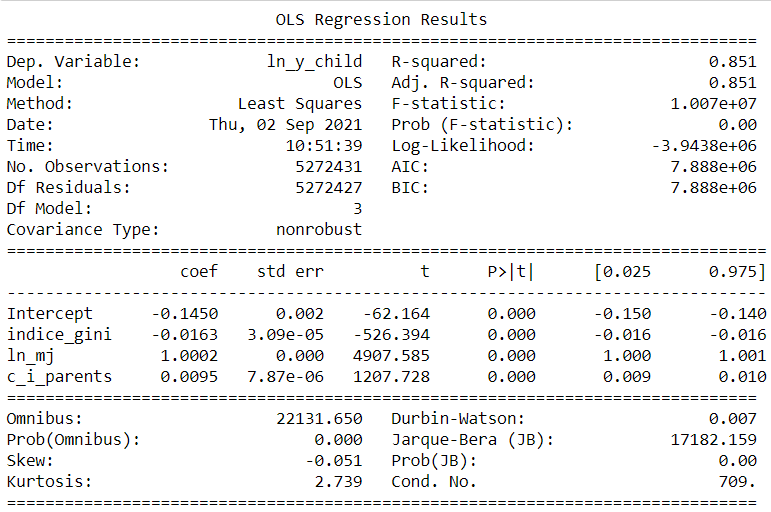 OLS Regression Results
==============================================================================
Dep. Variable: ln_y_child R-squared: 0.851
Model: OLS Adj. R-squared: 0.851
Method: Least Squares F-statistic: 1.007e+07
Date: Thu, 02 Sep 2021 Prob (F-statistic): 0.00
Time: 10:51:39 Log-Likelihood: -3.9438e+06
No. Observations: 5272431 AIC: 7.888e+06
Df Residuals: 5272427 BIC: 7.888e+06
Df Model: 3
Covariance Type: nonrobust
==============================================================================
coef std err t P>|t| [0.025 0.975]
------------------------------------------------------------------------------
Intercept -0.1450 0.002 -62.164 0.000 -0.150 -0.140
indice_gini -0.0163 3.09e-05 -526.394 0.000 -0.016 -0.016
ln_mj 1.0002 0.000 4907.585 0.000 1.000 1.001
c_i_parents 0.0095 7.87e-06 1207.728 0.000 0.009 0.010
==============================================================================
Omnibus: 22131.650 Durbin-Watson: 0.007
Prob(Omnibus): 0.000 Jarque-Bera (JB): 17182.159
Skew: -0.051 Prob(JB): 0.00
Kurtosis: 2.739 Cond. No. 709.
==============================================================================